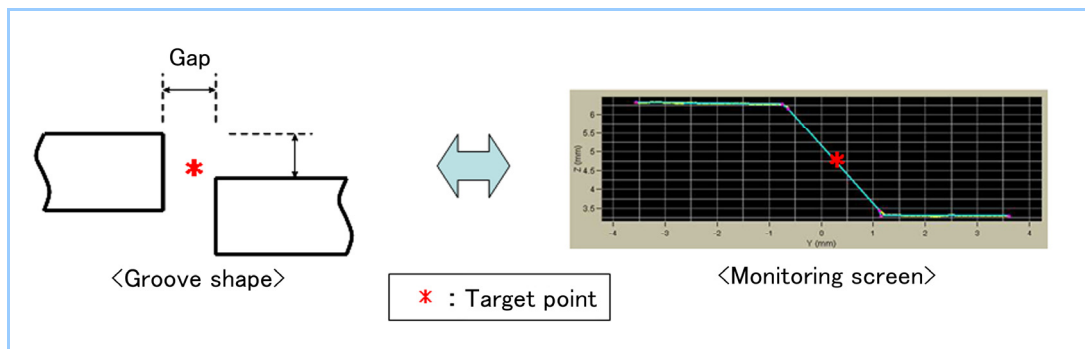 Gap
<Groove shape>
* : Target point
6
5.5
5
4.5
4
3.5
Z (mm)
-4
-3
-2
-1
0
1
2
3
4
Y (mm)
<Monitoring screen>